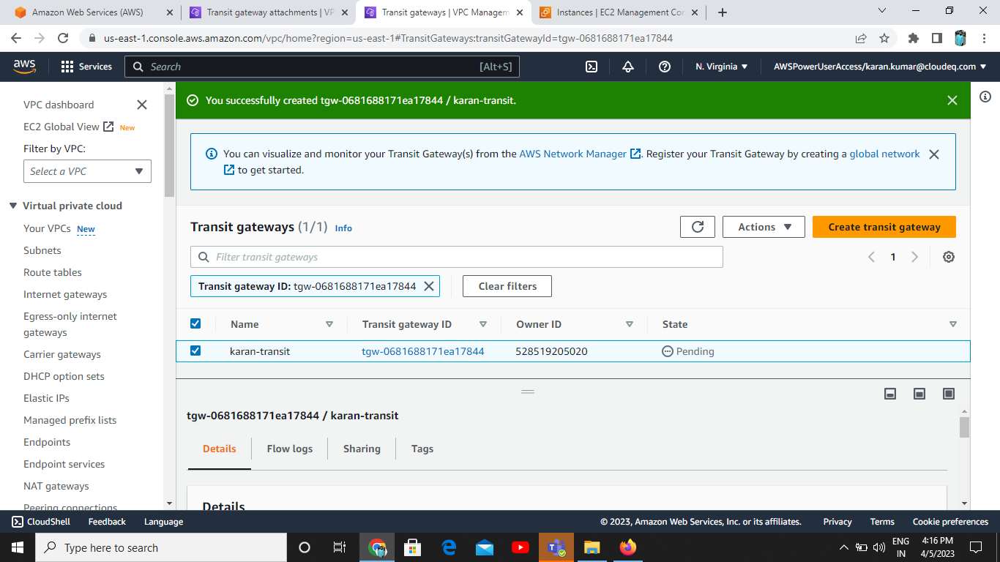 Amazon Web Services (AWS)
Transit gateway attachments | VP
Transit gateways | VPC Managem
Instances | EC2 Management Con
us-east-1.console.aws.amazon.com/vpc/home?region=us-east-1#TransitGateways:transitGatewayId=tgw-0681688171ea17844
aws
Services
Search
[Alt+S]
N. Virginia
AWSPowerUserAccess/karan.kumar@cloudeq.com
VPC dashboard
EC2 Global View New
Filter by VPC:
Select a VPC
Virtual private cloud
Your VPCs New
Subnets
Route tables
Internet gateways
Egress-only internet
gateways
Carrier gateways
DHCP option sets
Elastic IPs
Managed prefix lists
Endpoints
Endpoint services
NAT gateways
Peering connections
You successfully created tgw-0681688171ea17844 / karan-transit.
You can visualize and monitor your Transit Gateway(s) from the AWS Network Manager. Register your Transit Gateway by creating a global network
to get started.
Transit gateways (1/1) Info
Actions
Create transit gateway
Filter transit gateways
1
Transit gateway ID: tgw-0681688171ea17844
Clear filters
Name Transit gateway ID Owner ID State
karan-transit tgw-0681688171ea17844 528519205020 Pending
tgw-0681688171ea17844 / karan-transit
Details Flow logs Sharing Tags
Details
CloudShell Feedback Language
© 2023, Amazon Web Services, Inc. or its affiliates. Privacy Terms Cookie preferences
Type here to search
ENG
IN
4:16 PM
4/5/2023